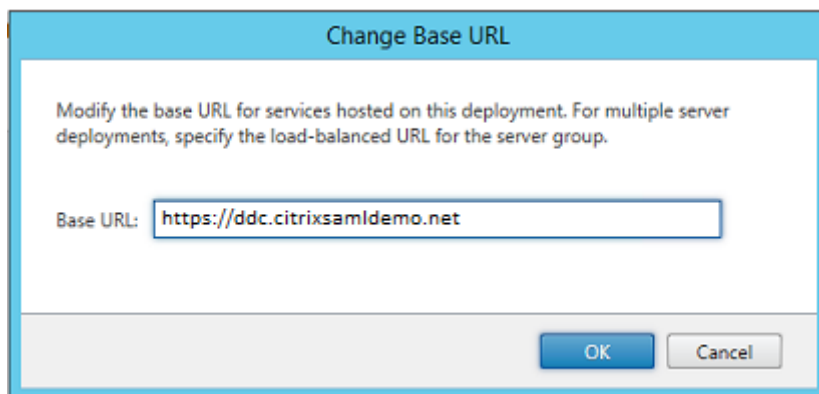 Change Base URL
Modify the base URL for services hosted on this deployment. For multiple server
deployments, specify the load-balanced URL for the server group.
Base URL: https://ddc.citrixsamldemo.net
OK Cancel